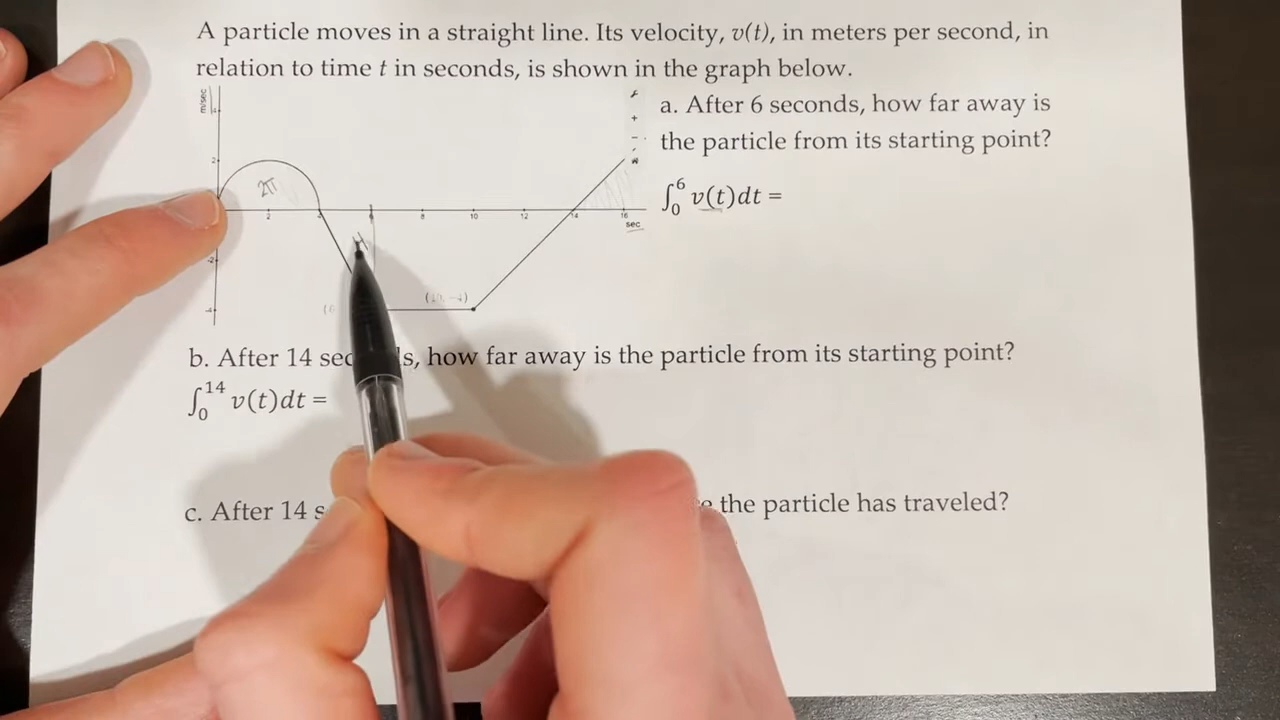 A particle moves in a straight line. Its velocity, v(t), in meters per second, in
relation to time t in seconds, is shown in the graph below.
m/sec
4
2
-2
-4
2π
4
2
4
6
8
10
12
14
16
sec
(10, -4)
a. After 6 seconds, how far away is
the particle from its starting point?
∫₀⁶ v(t)dt =
b. After 14 s, how far away is the particle from its starting point?
∫₀¹⁴ v(t)dt =
c. After 14 s the particle has traveled?